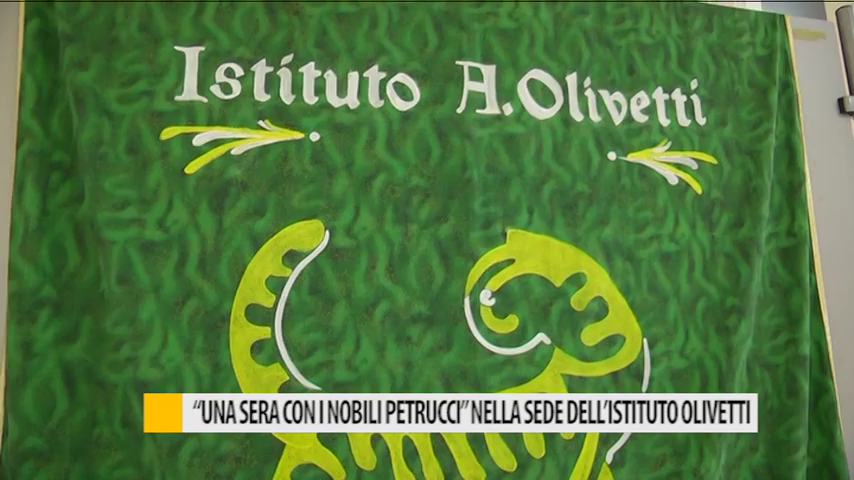 Istituto A.Olivetti
“UNA SERA CON I NOBILI PETRUCCI” NELLA SEDE DELL’ISTITUTO OLIVETTI